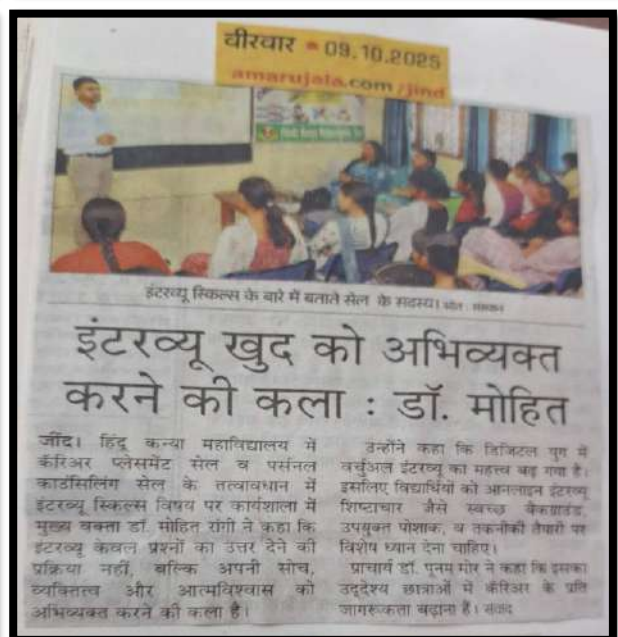 वीरवार • 09.10.2025
amarujala.com/jind
इंटरव्यू स्किल्स के बारे में बताते सेल के सदस्य।
इंटरव्यू खुद को अभिव्यक्त
करने की कला : डॉ. मोहित
जींद। हिंदू कन्या महाविद्यालय में
कॅरिअर प्लेसमेंट सेल व पर्सनल
काउंसिलिंग सेल के तत्वावधान में
इंटरव्यू स्किल्स विषय पर कार्यशाला में
मुख्य वक्ता डॉ. मोहित रांगी ने कहा कि
इंटरव्यू केवल प्रश्नों का उत्तर देने की
प्रक्रिया नहीं, बल्कि अपनी सोच,
व्यक्तित्व और आत्मविश्वास को
अभिव्यक्त करने की कला है।
उन्होंने कहा कि डिजिटल युग में
वर्चुअल इंटरव्यू का महत्व बढ़ गया है।
इसलिए विद्यार्थियों को आनलाइन इंटरव्यू
शिष्टाचार जैसे स्वच्छ बैकग्राउंड,
उपयुक्त पोशाक, व तकनीकी तैयारी पर
विशेष ध्यान देना चाहिए।
प्राचार्य डॉ. पूनम मोर ने कहा कि इसका
उद्देश्य छात्राओं में कॅरिअर के प्रति
जागरूकता बढ़ाना हैं। संवाद